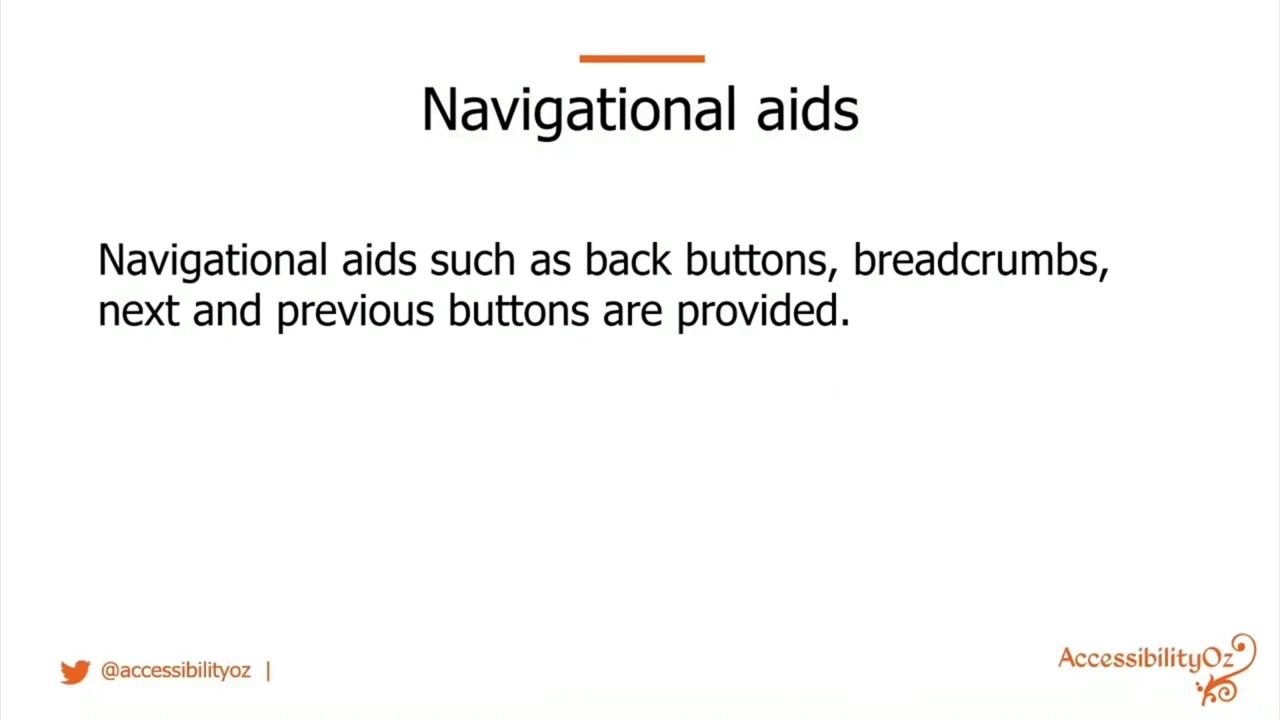 Navigational aids
Navigational aids such as back buttons, breadcrumbs,
next and previous buttons are provided.
@accessibilityoz |
AccessibilityOz